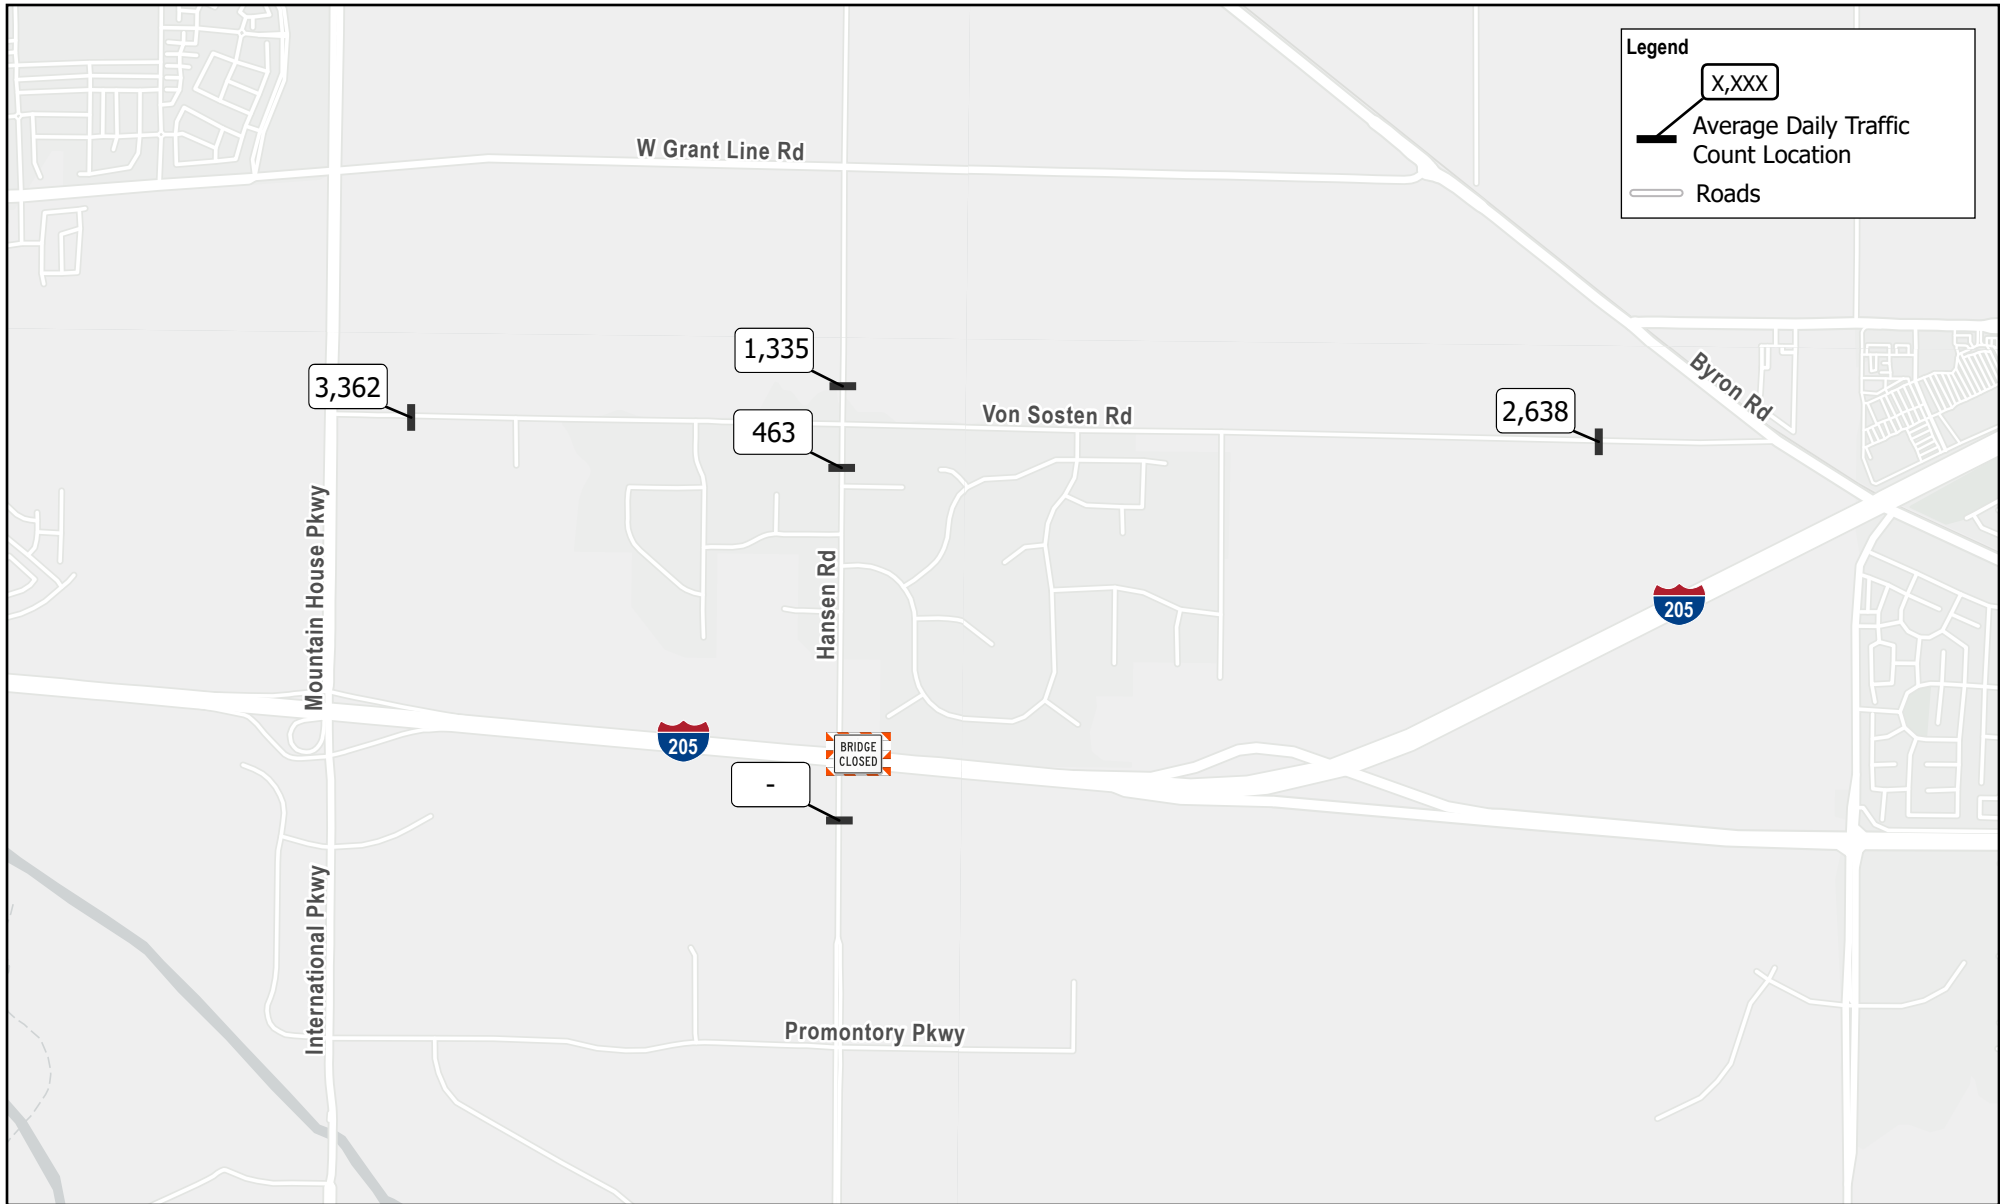 Legend
X,XXX
Average Daily Traffic
Count Location
Roads
W Grant Line Rd
1,335
3,362
463
Von Sosten Rd
2,638
Byron Rd
Mountain House Pkwy
Hansen Rd
205
205
BRIDGE
CLOSED
-
International Pkwy
Promontory Pkwy